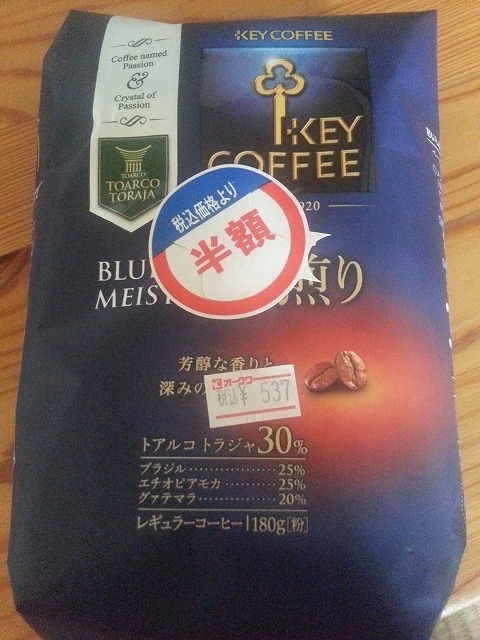 KEY COFFEE
Coffee named
Passion
&
Crystal of
Passion
KEY
COFFEE
TOARCO
TOARCO
TORAJA
税込価格より
半額
20
BLU
MEIST
煎り
芳醇な香りと
深みの
オークワ
税込¥ 537
トアルコ トラジャ30%
ブラジル……………25%
エチオピアモカ………25%
グァテマラ……………20%
レギュラーコーヒー|180g[粉]